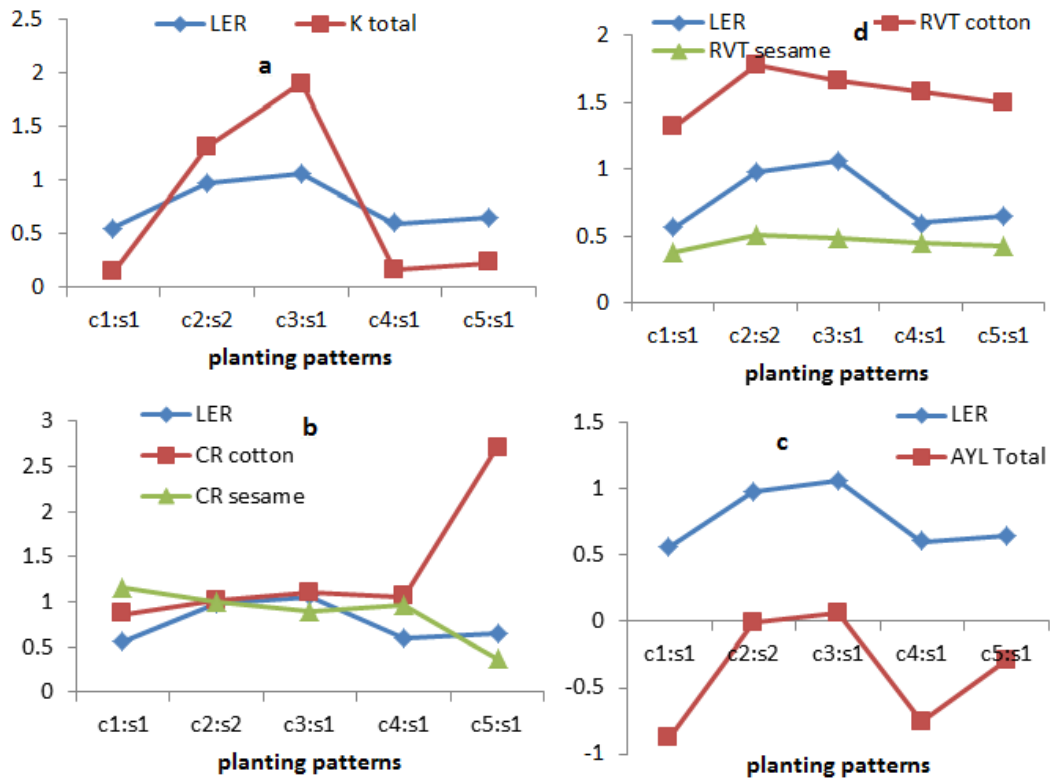 LER K total
a
2.5
2
1.5
1
0.5
0
c1:s1 c2:s2 c3:s1 c4:s1 c5:s1
planting patterns
LER RVT cotton
RVT sesame
d
2
1.5
1
0.5
0
c1:s1 c2:s2 c3:s1 c4:s1 c5:s1
planting patterns
LER
CR cotton
CR sesame
b
3
2.5
2
1.5
1
0.5
0
c1:s1 c2:s2 c3:s1 c4:s1 c5:s1
planting patterns
LER
AYL Total
c
1.5
1
0.5
0
-0.5
-1
c1:s1 c2:s2 c3:s1 c4:s1 c5:s1
planting patterns